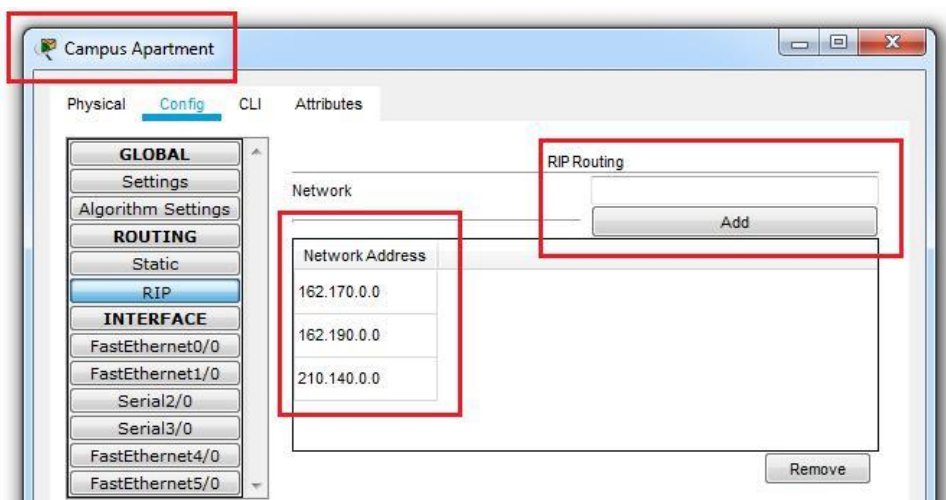 Campus Apartment
Physical Config CLI Attributes
GLOBAL
Settings
Algorithm Settings
ROUTING
Static
RIP
INTERFACE
FastEthernet0/0
FastEthernet1/0
Serial2/0
Serial3/0
FastEthernet4/0
FastEthernet5/0
RIP Routing
Network
Add
Network Address
162.170.0.0
162.190.0.0
210.140.0.0
Remove